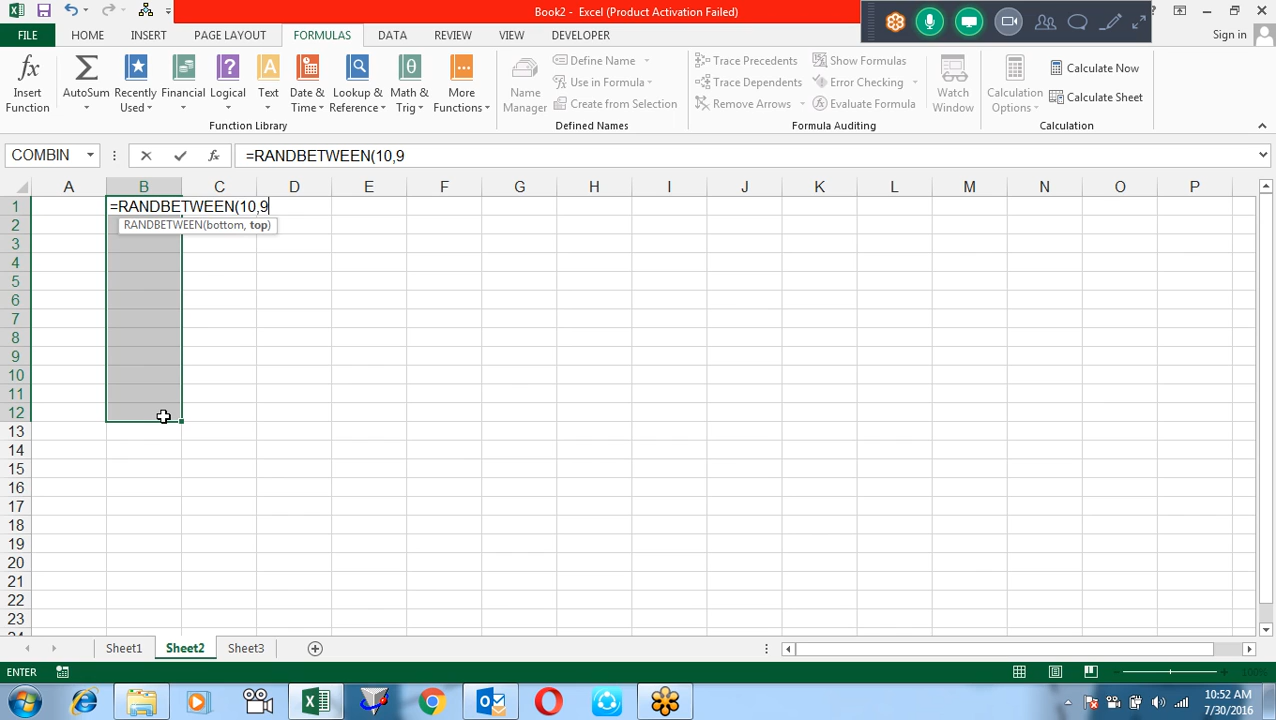 Book2 - Excel (Product Activation Failed)
FILE HOME INSERT PAGE LAYOUT FORMULAS DATA REVIEW VIEW DEVELOPER Sign in
Insert Function
AutoSum
Recently Used
Financial
Logical
Text
Date & Time
Lookup & Reference
Math & Trig
More Functions
Function Library
Name Manager
Define Name
Use in Formula
Create from Selection
Defined Names
Trace Precedents
Trace Dependents
Remove Arrows
Show Formulas
Error Checking
Evaluate Formula
Formula Auditing
Watch Window
Calculation Options
Calculate Now
Calculate Sheet
Calculation
COMBIN fx =RANDBETWEEN(10,9
A B C D E F G H I J K L M N O P
1 =RANDBETWEEN(10,9
2 RANDBETWEEN(bottom, top)
3
4
5
6
7
8
9
10
11
12
13
14
15
16
17
18
19
20
21
22
23
Sheet1 Sheet2 Sheet3
ENTER 100%
10:52 AM
7/30/2016